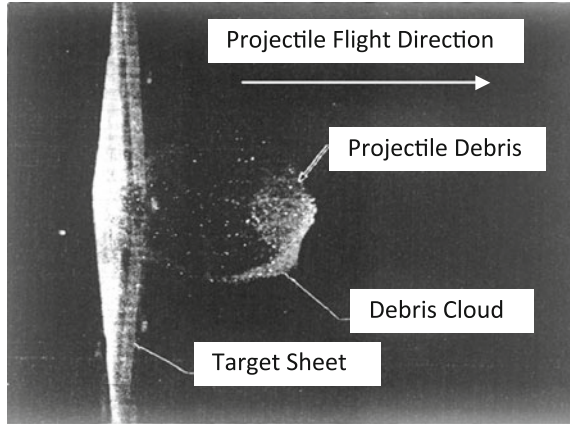 Projectile Flight Direction
Projectile Debris
Debris Cloud
Target Sheet